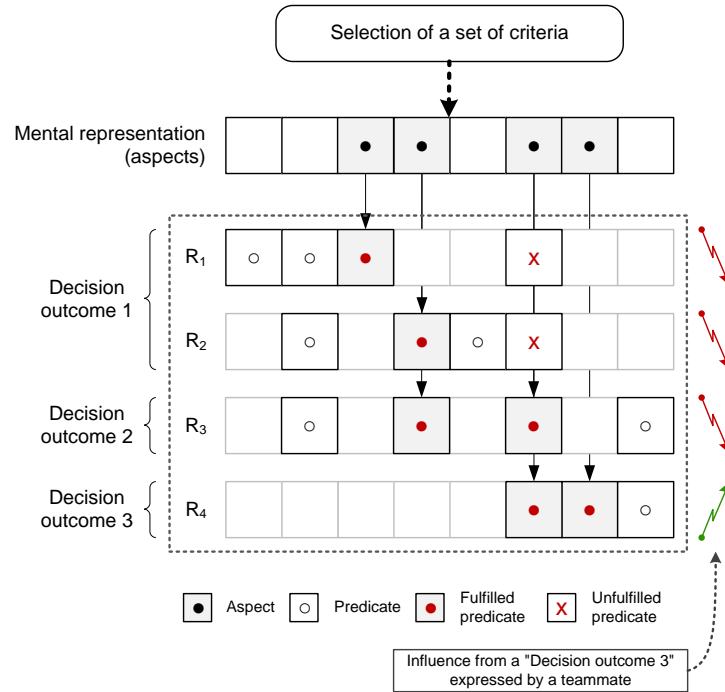 Selection of a set of criteria
Mental representation
(aspects)
Decision
outcome 1
R1
X
R2
X
Decision
outcome 2
R3
Decision
outcome 3
R4
Aspect
Predicate
Fulfilled
predicate
X
Unfulfilled
predicate
Influence from a "Decision outcome 3"
expressed by a teammate